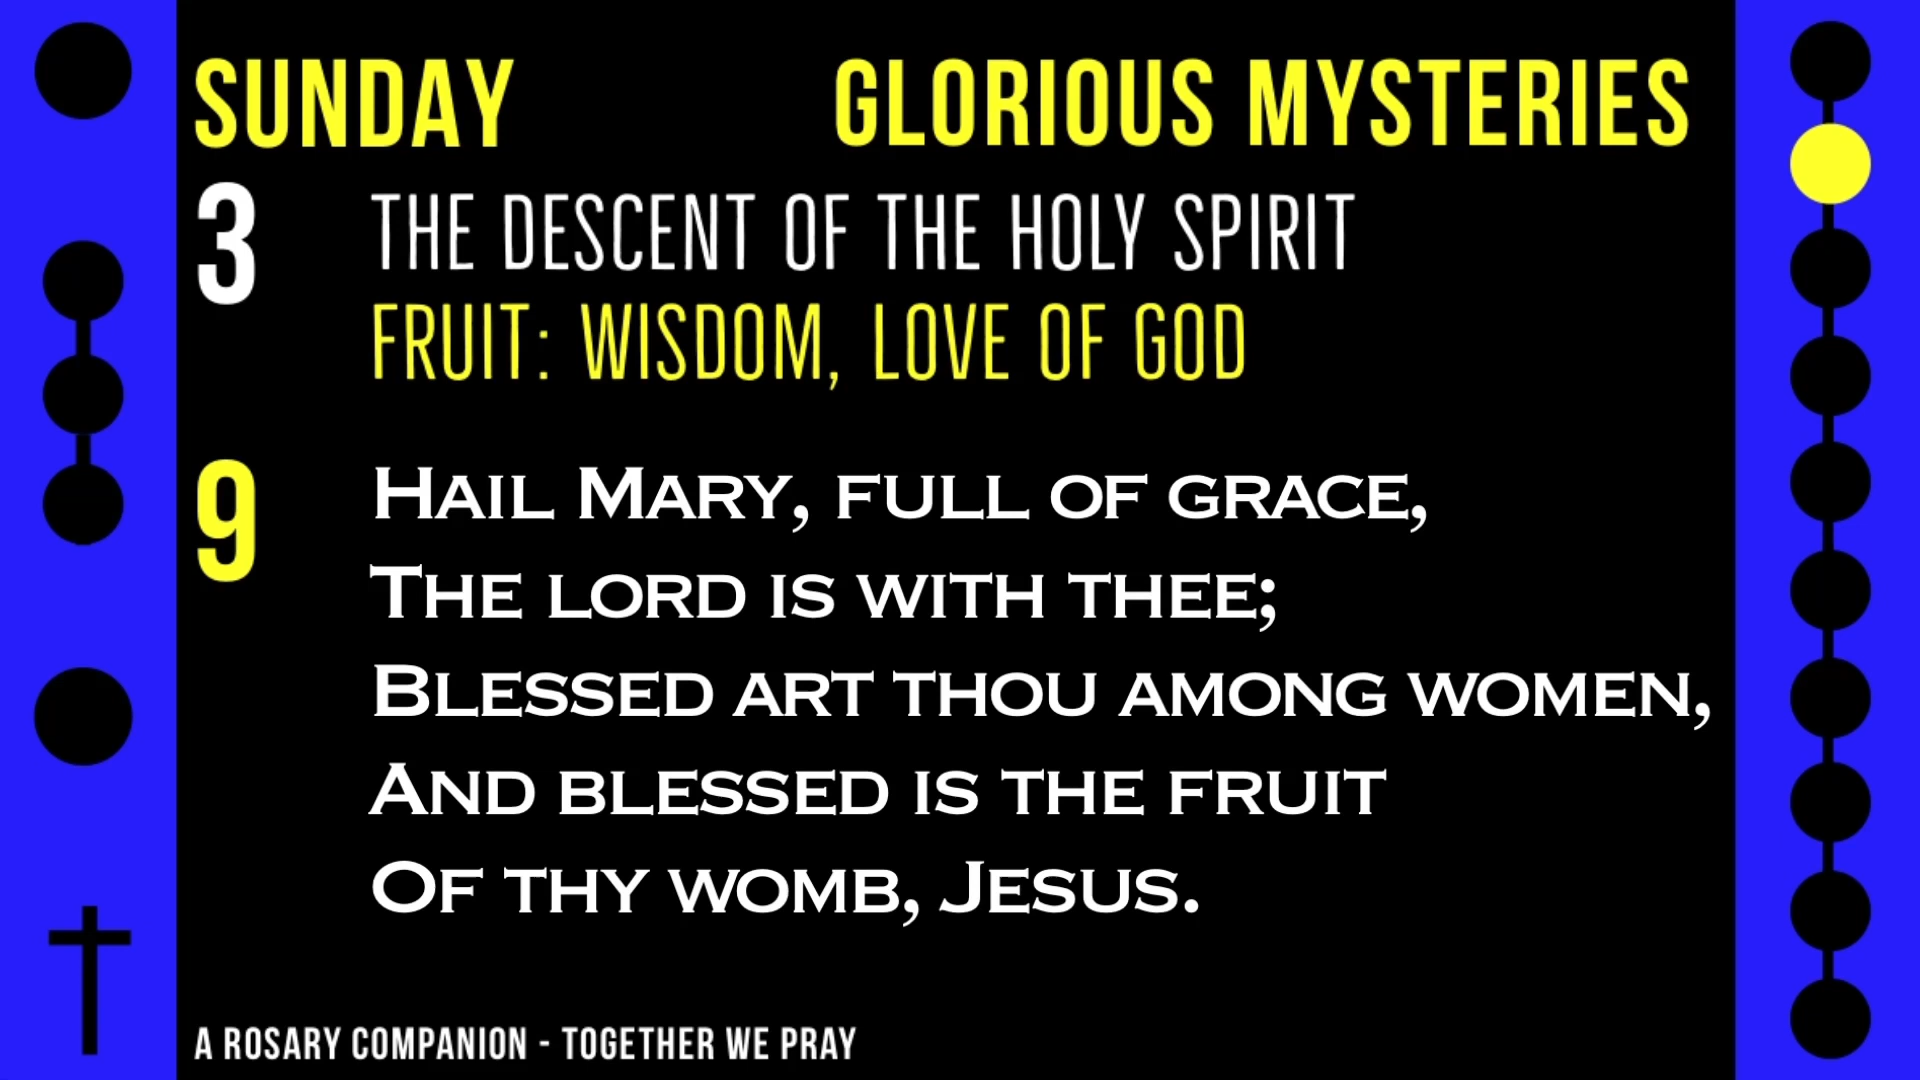 SUNDAY GLORIOUS MYSTERIES
3 THE DESCENT OF THE HOLY SPIRIT
FRUIT: WISDOM, LOVE OF GOD
9 HAIL MARY, FULL OF GRACE,
THE LORD IS WITH THEE;
BLESSED ART THOU AMONG WOMEN,
AND BLESSED IS THE FRUIT
OF THY WOMB, JESUS.
A ROSARY COMPANION - TOGETHER WE PRAY